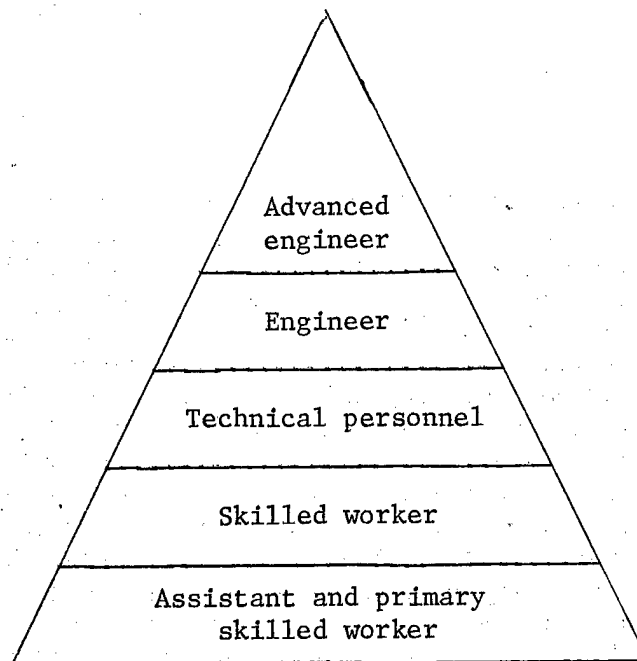 Advanced
engineer
Engineer
Technical personnel
Skilled worker
Assistant and primary
skilled worker